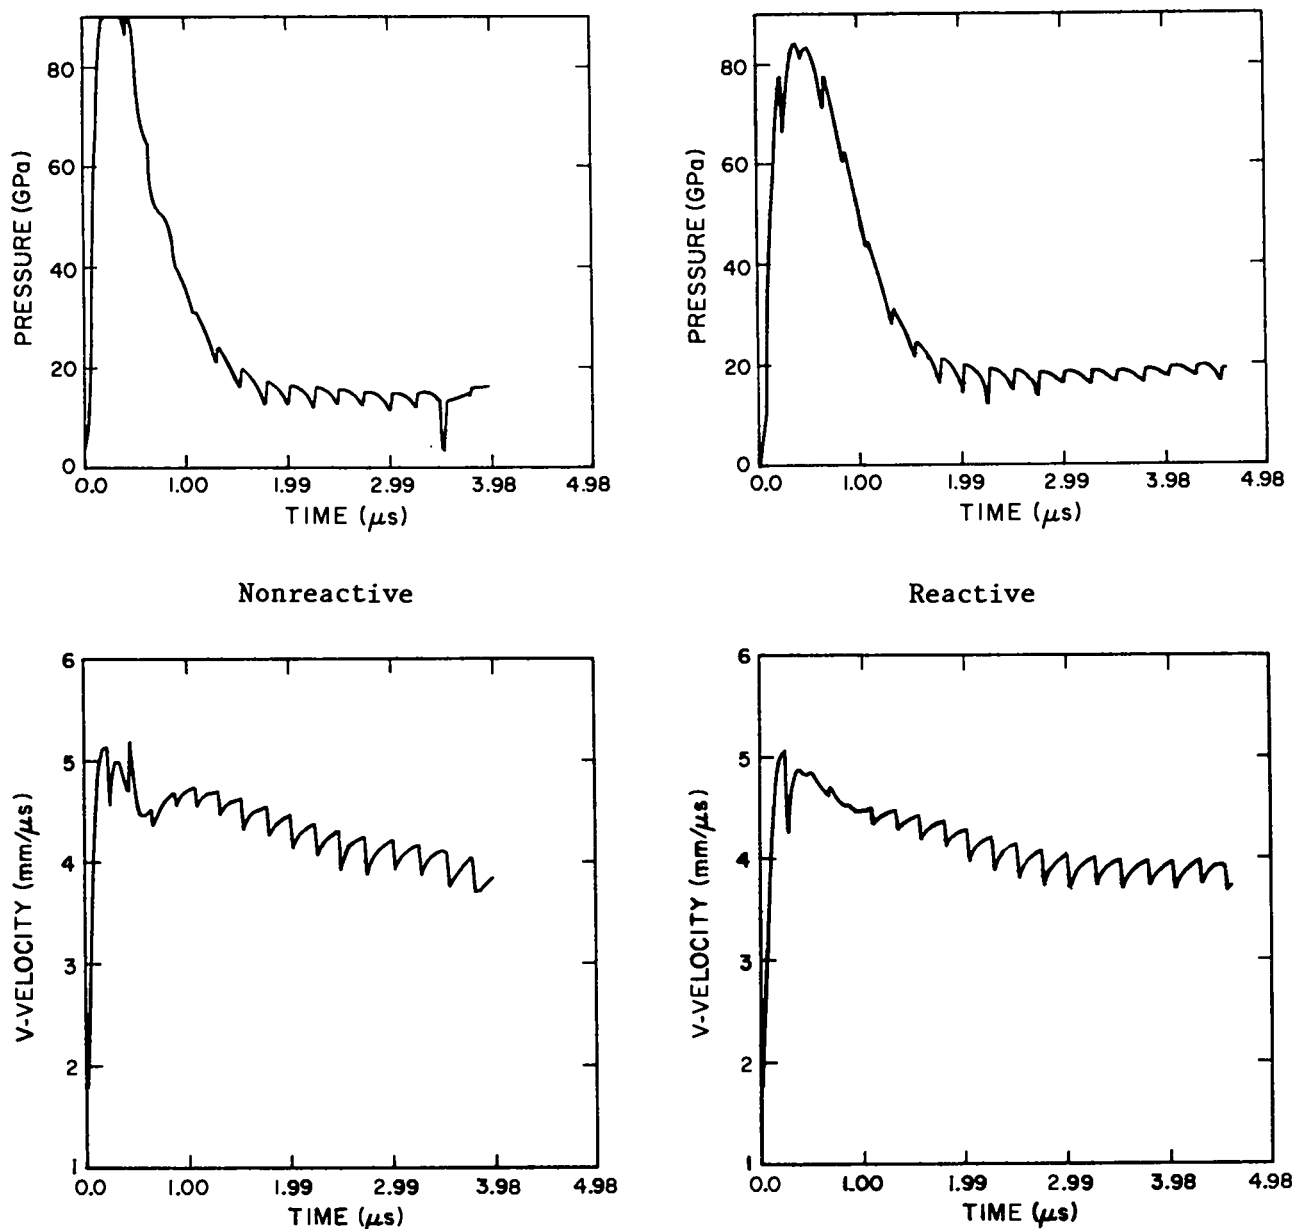 PRESSURE (GPa)
80
60
40
20
0
0.0 1.00 1.99 2.99 3.98 4.98
TIME (μs)
PRESSURE (GPa)
80
60
40
20
0
0.0 1.00 1.99 2.99 3.98 4.98
TIME (μs)
Nonreactive
Reactive
V-VELOCITY (mm/μs)
6
5
4
3
2
1
0.0 1.00 1.99 2.99 3.98 4.98
TIME (μs)
V-VELOCITY (mm/μs)
6
5
4
3
2
1
0.0 1.00 1.99 2.99 3.98 4.98
TIME (μs)